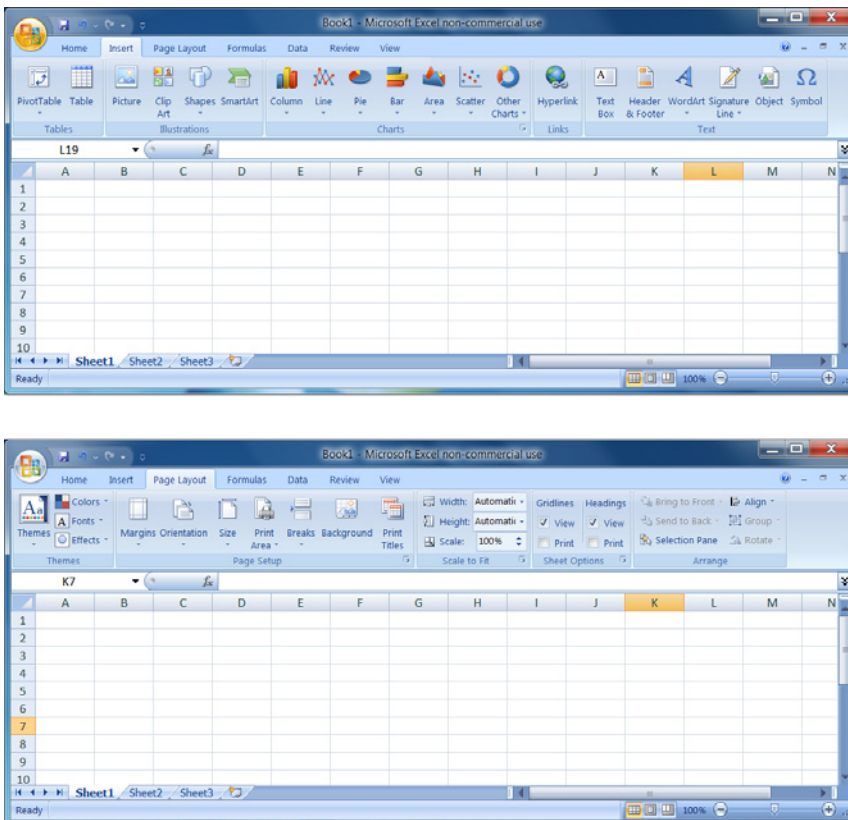 Book1 - Microsoft Excel non-commercial use
Home Insert Page Layout Formulas Data Review View
PivotTable Table Picture Clip Art Shapes SmartArt Column Line Pie Bar Area Scatter Other Charts Hyperlink Text Box Header & Footer WordArt Signature Line Object Symbol
Tables Illustrations Charts Links Text
L19 fx
A B C D E F G H I J K L M N
1
2
3
4
5
6
7
8
9
10
Sheet1 Sheet2 Sheet3
Ready 100%
Book1 - Microsoft Excel non-commercial use
Home Insert Page Layout Formulas Data Review View
Aa Colors Width: Automatic Gridlines Headings Bring to Front Align
Themes A Fonts Margins Orientation Size Print Area Breaks Background Print Titles Height: Automatic View View Send to Back Group
Effects Scale: 100% Print Print Selection Pane Rotate
Themes Page Setup Scale to Fit Sheet Options Arrange
K7 fx
A B C D E F G H I J K L M N
1
2
3
4
5
6
7
8
9
10
Sheet1 Sheet2 Sheet3
Ready 100%